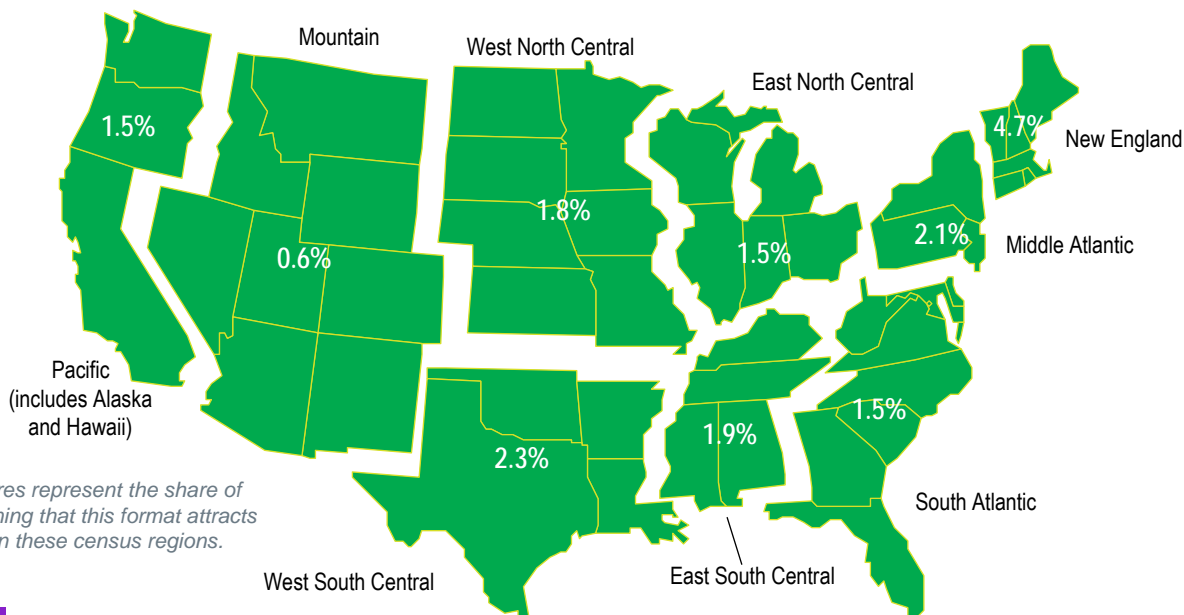 Mountain
West North Central
East North Central
1.5%
4.7%
New England
1.8%
0.6%
1.5%
2.1%
Middle Atlantic
Pacific
(includes Alaska
and Hawaii)
1.5%
1.9%
2.3%
South Atlantic
represent the share of
that this format attracts
these census regions.
West South Central
East South Central